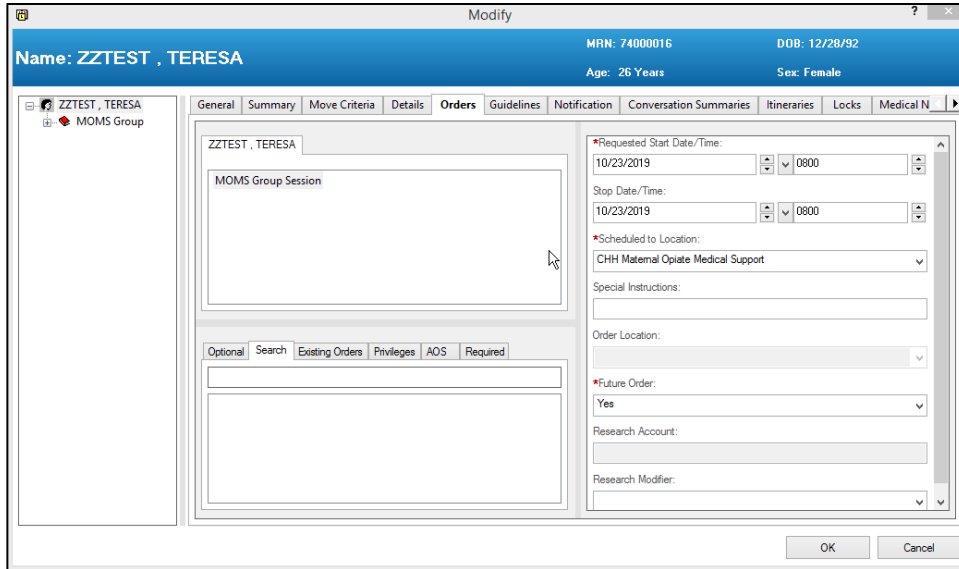 Modify
?
Name: ZZTEST , TERESA
MRN: 74000016
DOB: 12/28/92
Age: 26 Years
Sex: Female
ZZTEST , TERESA
MOMS Group
General Summary Move Criteria Details Orders Guidelines Notification Conversation Summaries Itineraries Locks Medical N
ZZTEST , TERESA
MOMS Group Session
Optional Search Existing Orders Privileges AOS Required
*Requested Start Date/Time:
10/23/2019 0800
Stop Date/Time:
10/23/2019 0800
*Scheduled to Location:
CHH Maternal Opiate Medical Support
Special Instructions:
Order Location:
*Future Order:
Yes
Research Account:
Research Modifier:
OK Cancel